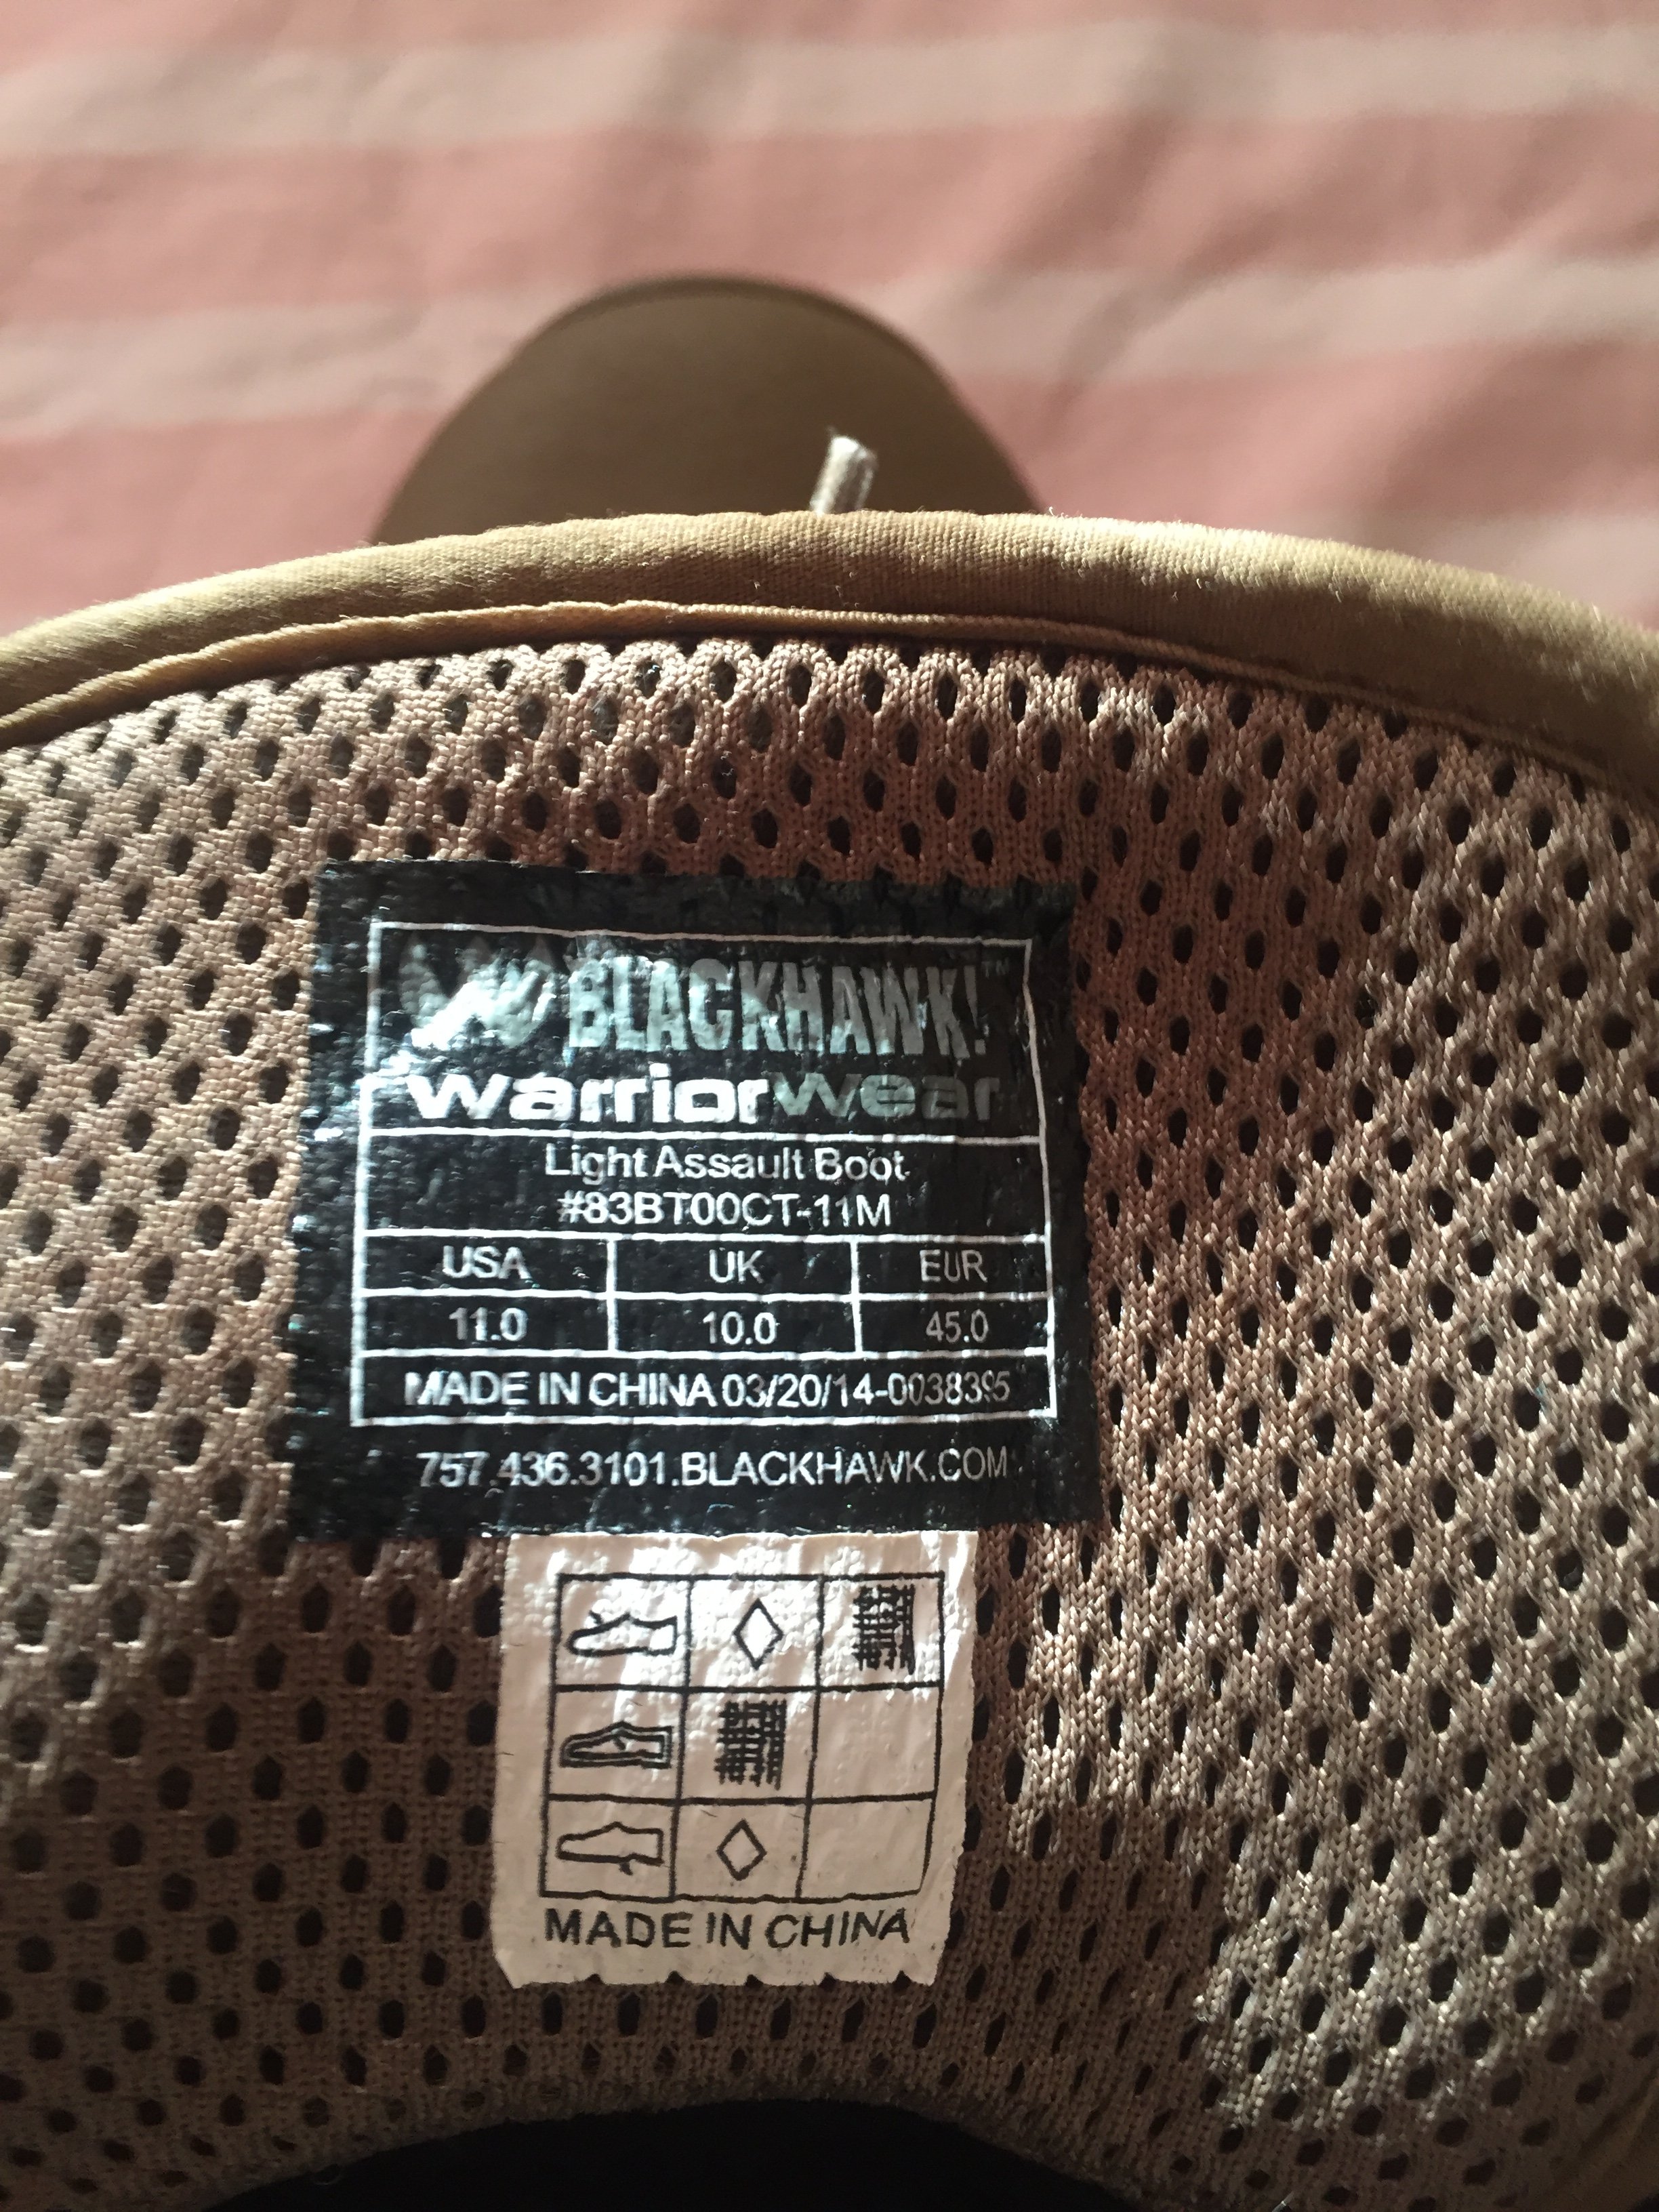 BLACKHAWK!™
warriorwear
Light Assault Boot
#83BT00CT-11M
USA UK EUR
11.0 10.0 45.0
MADE IN CHINA 03/20/14-0038395
757.436.3101.BLACKHAWK.COM
MADE IN CHINA